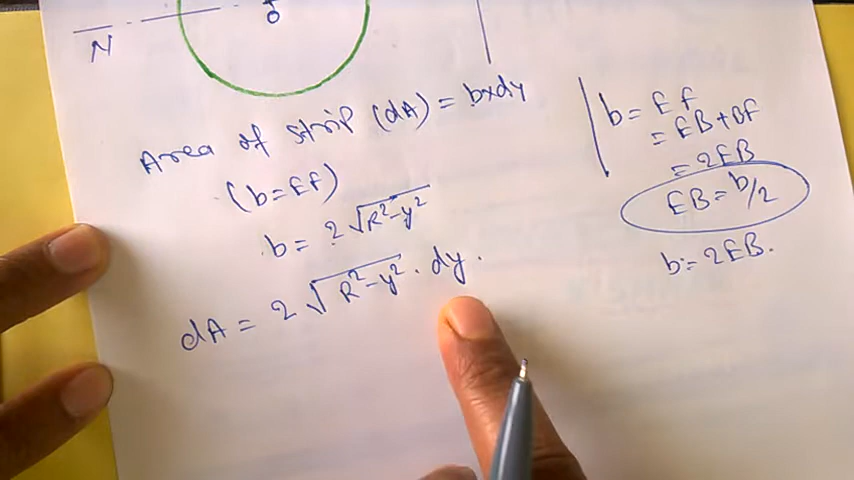 N O
Area of strip (dA) = b×dy
(b=EF)
b = 2√R²-y²
dA = 2√R²-y² . dy.
b = EF
= EB+BF
= 2EB
EB = b/2
b = 2EB.